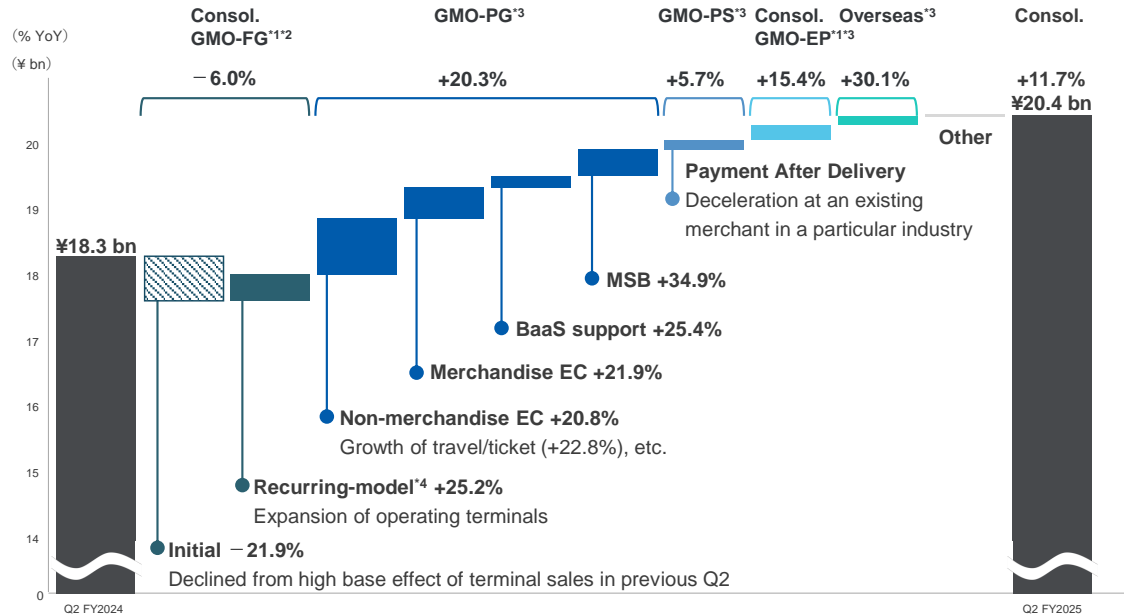 Consol.
GMO-FG*1*2
GMO-PG*3
GMO-PS*3
Consol.
GMO-EP*1*3
Overseas*3
Consol.
(% YoY)
(¥ bn)
－6.0%
+20.3%
+5.7%
+15.4%
+30.1%
+11.7%
¥20.4 bn
20
19
18
17
16
15
14
0
¥18.3 bn
Other
Payment After Delivery
Deceleration at an existing
merchant in a particular industry
MSB +34.9%
BaaS support +25.4%
Merchandise EC +21.9%
Non-merchandise EC +20.8%
Growth of travel/ticket (+22.8%), etc.
Recurring-model*4 +25.2%
Expansion of operating terminals
Initial －21.9%
Declined from high base effect of terminal sales in previous Q2
Q2 FY2024
Q2 FY2025